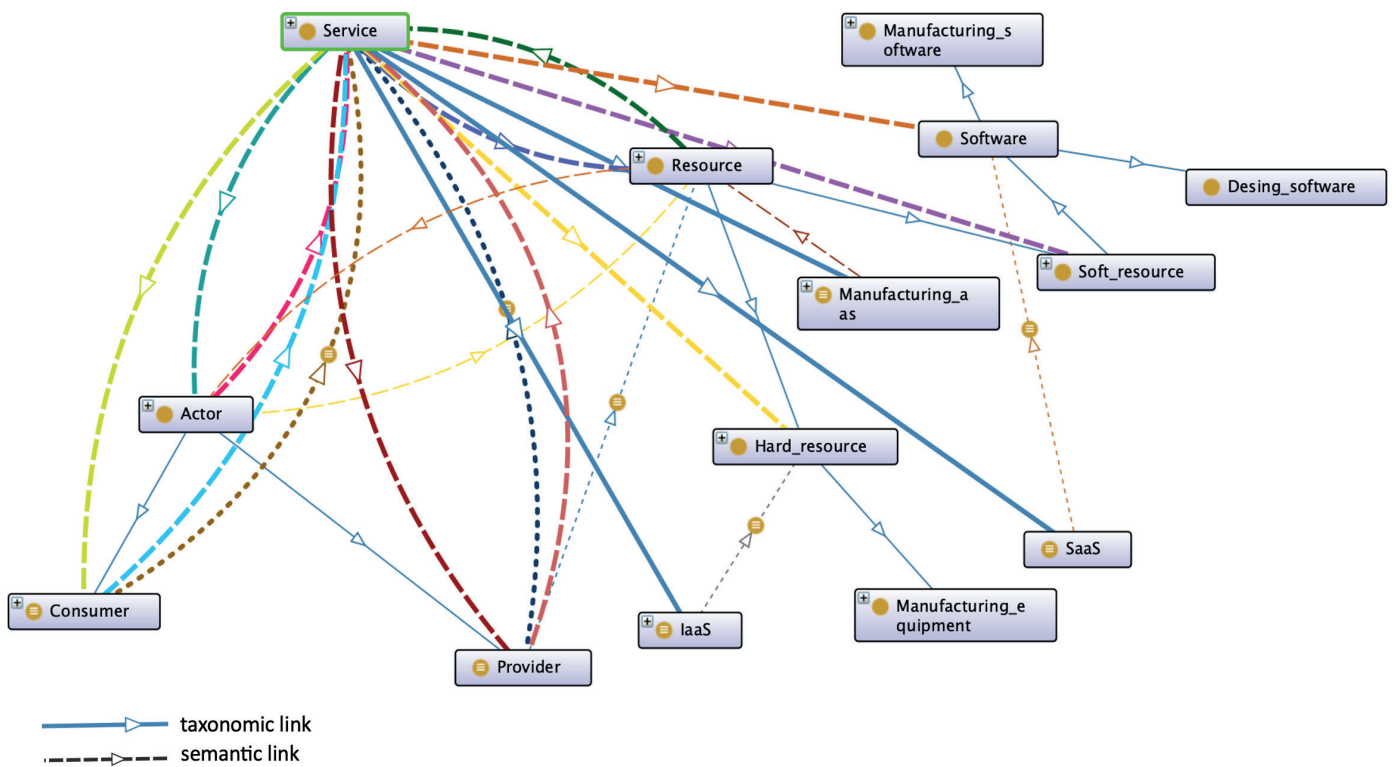 Service
Manufacturing_s
oftware
Software
Resource
Desing_software
Soft_resource
Manufacturing_a
as
Actor
Hard_resource
SaaS
Consumer
IaaS
Manufacturing_e
quipment
Provider
taxonomic link
semantic link